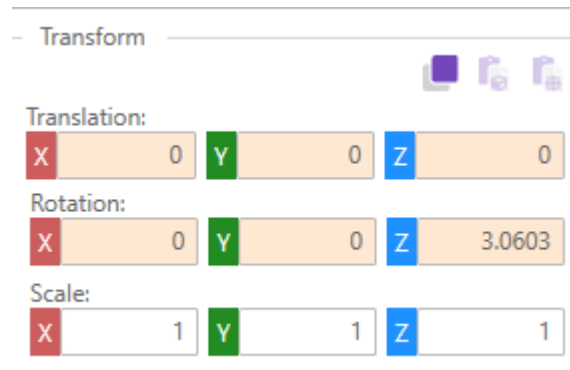 Transform
Translation:
X 0 Y 0 Z 0
Rotation:
X 0 Y 0 Z 3.0603
Scale:
X 1 Y 1 Z 1